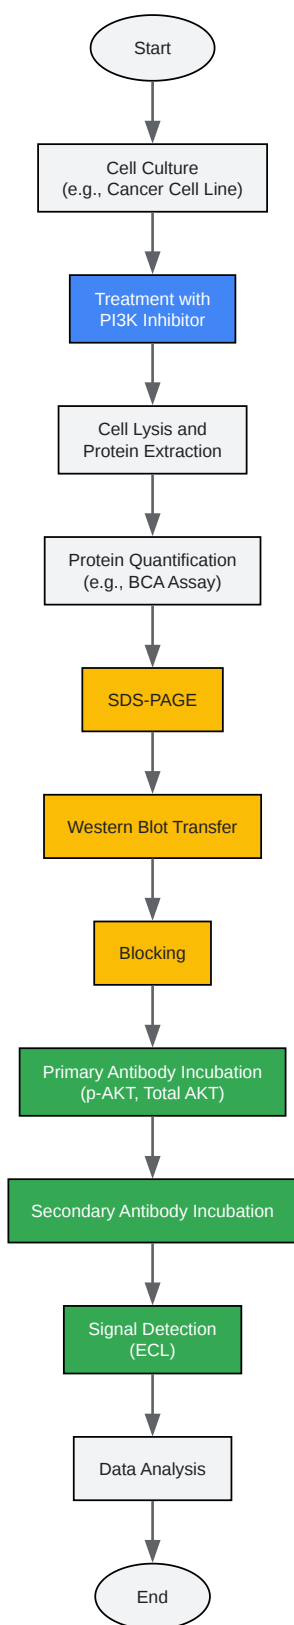 Start
Cell Culture
(e.g., Cancer Cell Line)
Treatment with
PI3K Inhibitor
Cell Lysis and
Protein Extraction
Protein Quantification
(e.g., BCA Assay)
SDS-PAGE
Western Blot Transfer
Blocking
Primary Antibody Incubation
(p-AKT, Total AKT)
Secondary Antibody Incubation
Signal Detection
(ECL)
Data Analysis
End